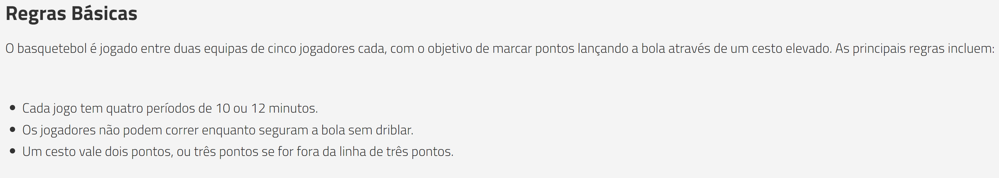 Regras Básicas
O basquetebol é jogado entre duas equipas de cinco jogadores cada, com o objetivo de marcar pontos lançando a bola através de um cesto elevado. As principais regras incluem:
• Cada jogo tem quatro períodos de 10 ou 12 minutos.
• Os jogadores não podem correr enquanto seguram a bola sem driblar.
• Um cesto vale dois pontos, ou três pontos se for fora da linha de três pontos.